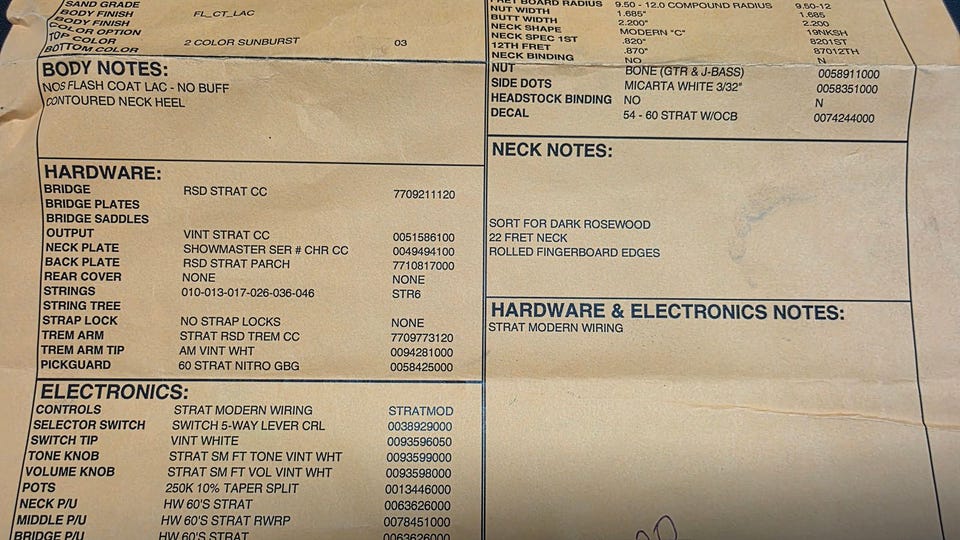 SAND GRADE
BODY FINISH FL_CT_LAC
BODY FINISH
COLOR OPTION
TOP COLOR 2 COLOR SUNBURST 03
BOTTOM COLOR
BODY NOTES:
NOS FLASH COAT LAC - NO BUFF
CONTOURED NECK HEEL
HARDWARE:
BRIDGE RSD STRAT CC 7709211120
BRIDGE PLATES
BRIDGE SADDLES
OUTPUT VINT STRAT CC 0051586100
NECK PLATE SHOWMASTER SER # CHR CC 0049494100
BACK PLATE RSD STRAT PARCH 7710817000
REAR COVER NONE NONE
STRINGS 010-013-017-026-036-046 STR6
STRING TREE
STRAP LOCK NO STRAP LOCKS NONE
TREM ARM STRAT RSD TREM CC 7709773120
TREM ARM TIP AM VINT WHT 0094281000
PICKGUARD 60 STRAT NITRO GBG 0058425000
ELECTRONICS:
CONTROLS STRAT MODERN WIRING STRATMOD
SELECTOR SWITCH SWITCH 5-WAY LEVER CRL 0038929000
SWITCH TIP VINT WHITE 0093596050
TONE KNOB STRAT SM FT TONE VINT WHT 0093599000
VOLUME KNOB STRAT SM FT VOL VINT WHT 0093598000
POTS 250K 10% TAPER SPLIT 0013446000
NECK P/U HW 60'S STRAT 0063626000
MIDDLE P/U HW 60'S STRAT RWRP 0078451000
BRIDGE P/U HW 60'S STRAT 0063626000
FRET BOARD RADIUS 9.50 - 12.0 COMPOUND RADIUS 9.50-12
NUT WIDTH 1.685" 1.685
BUTT WIDTH 2.200" 2.200
NECK SHAPE MODERN "C" 19NKSH
NECK SPEC 1ST .820" 8201ST
12TH FRET .870" 87012TH
NECK BINDING NO N
NUT BONE (GTR & J-BASS) 0058911000
SIDE DOTS MICARTA WHITE 3/32" 0058351000
HEADSTOCK BINDING NO N
DECAL 54 - 60 STRAT W/OCB 0074244000
NECK NOTES:
SORT FOR DARK ROSEWOOD
22 FRET NECK
ROLLED FINGERBOARD EDGES
HARDWARE & ELECTRONICS NOTES:
STRAT MODERN WIRING